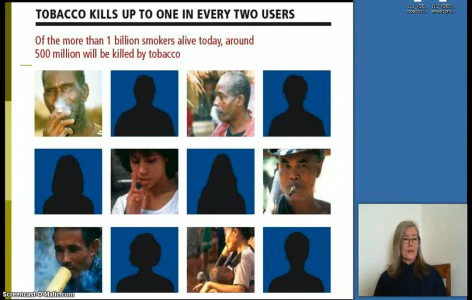 TOBACCO KILLS UP TO ONE IN EVERY TWO USERS
Of the more than 1 billion smokers alive today, around
500 million will be killed by tobacco
Screencast-O-Matic.com